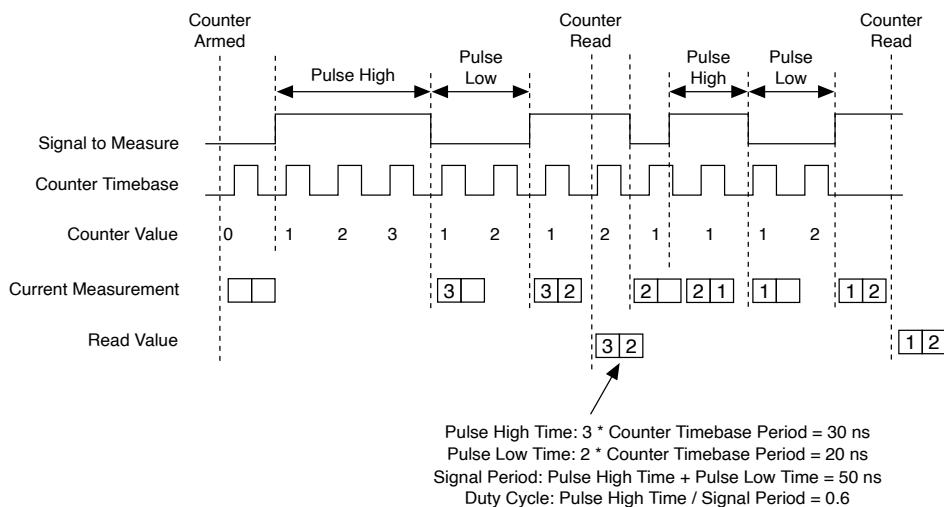 Counter Armed
Counter Read
Counter Read
Pulse High
Pulse Low
Pulse High
Pulse Low
Signal to Measure
Counter Timebase
Counter Value 0 1 2 3 1 2 1 2 1 1 1 2
Current Measurement 3 3 2 2 2 1 1 1 2
Read Value 3 2 1 2
Pulse High Time: 3 * Counter Timebase Period = 30 ns
Pulse Low Time: 2 * Counter Timebase Period = 20 ns
Signal Period: Pulse High Time + Pulse Low Time = 50 ns
Duty Cycle: Pulse High Time / Signal Period = 0.6